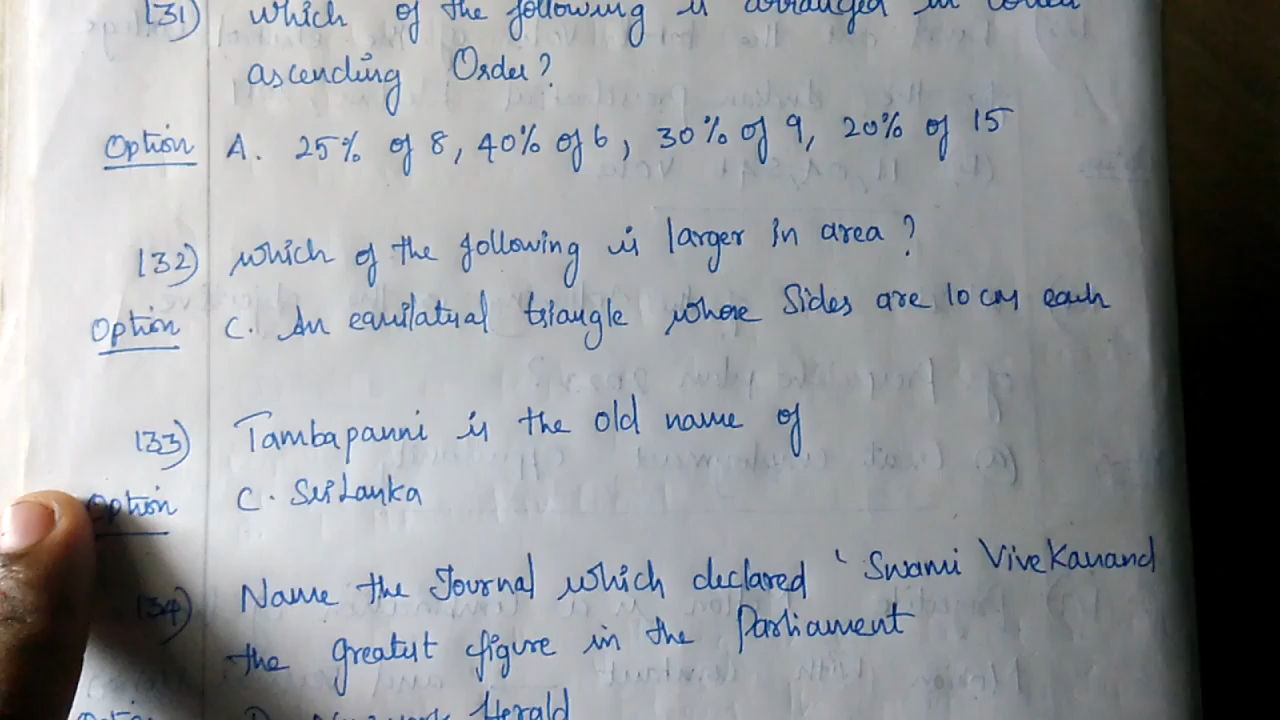 131) Which of the following is arranged in
ascending Order?
Option A. 25% of 8, 40% of 6, 30% of 9, 20% of 15
132) which of the following is larger in area?
Option C. An equilatual triangle whose Sides are 10 cm each
133) Tambapanni is the old name of
Option C. Sri Lanka
134) Name the Journal which declared 'Swami Vivekanand
the greatest figure in the Parliament
Herald